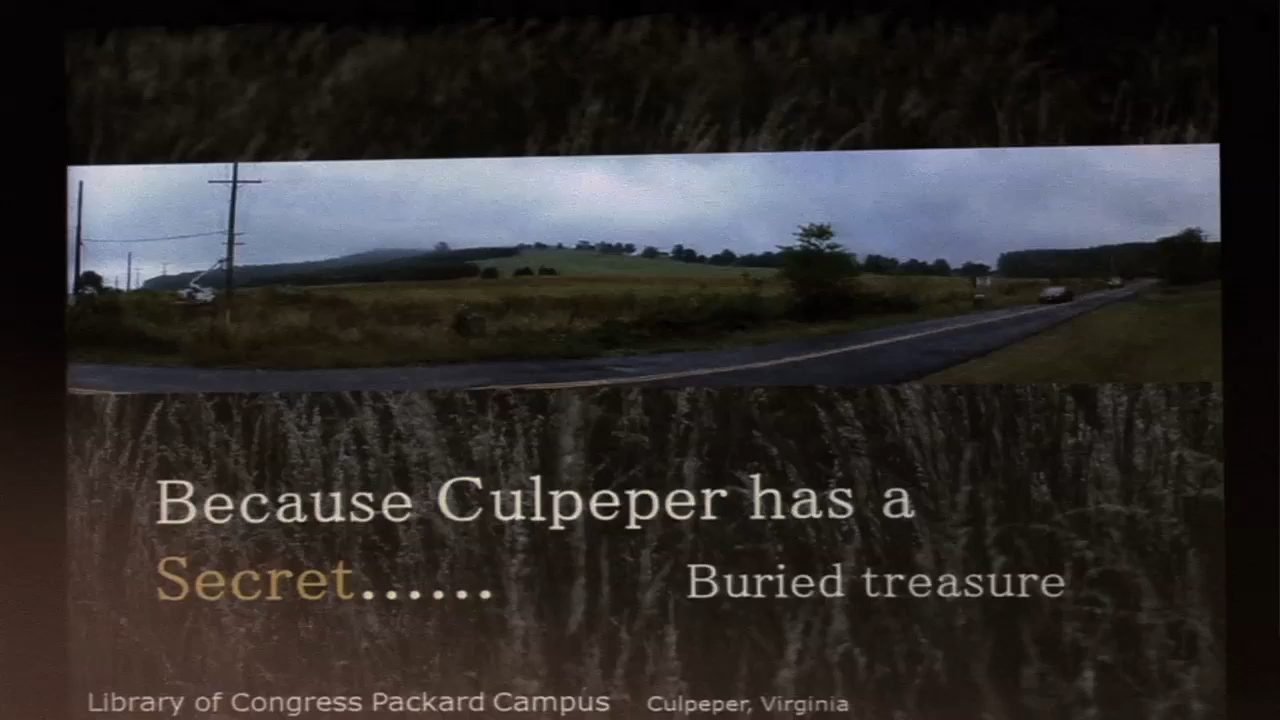 Because Culpeper has a
Secret...... Buried treasure
Library of Congress Packard Campus Culpeper, Virginia